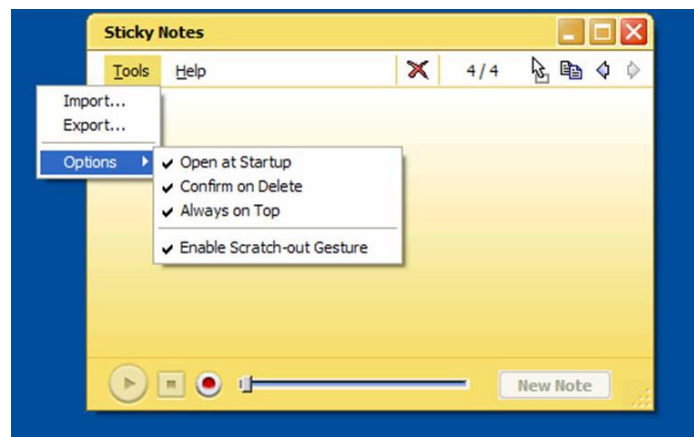 Sticky Notes
Tools Help 4/4
Import...
Export...
Options
Open at Startup
Confirm on Delete
Always on Top
Enable Scratch-out Gesture
New Note